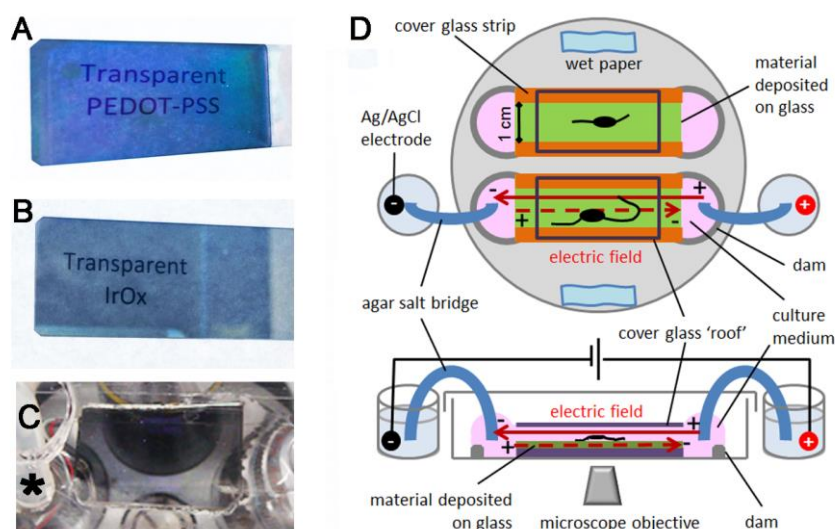 A
Transparent
PEDOT-PSS
B
Transparent
IrOx
C
*
D
cover glass strip
wet paper
material
deposited
on glass
1 cm
Ag/AgCl
electrode
-
-
+
+
+
-
electric field
dam
agar salt bridge
cover glass 'roof'
culture
medium
electric field
-
-
+
+
+
-
material deposited
on glass
microscope objective
dam